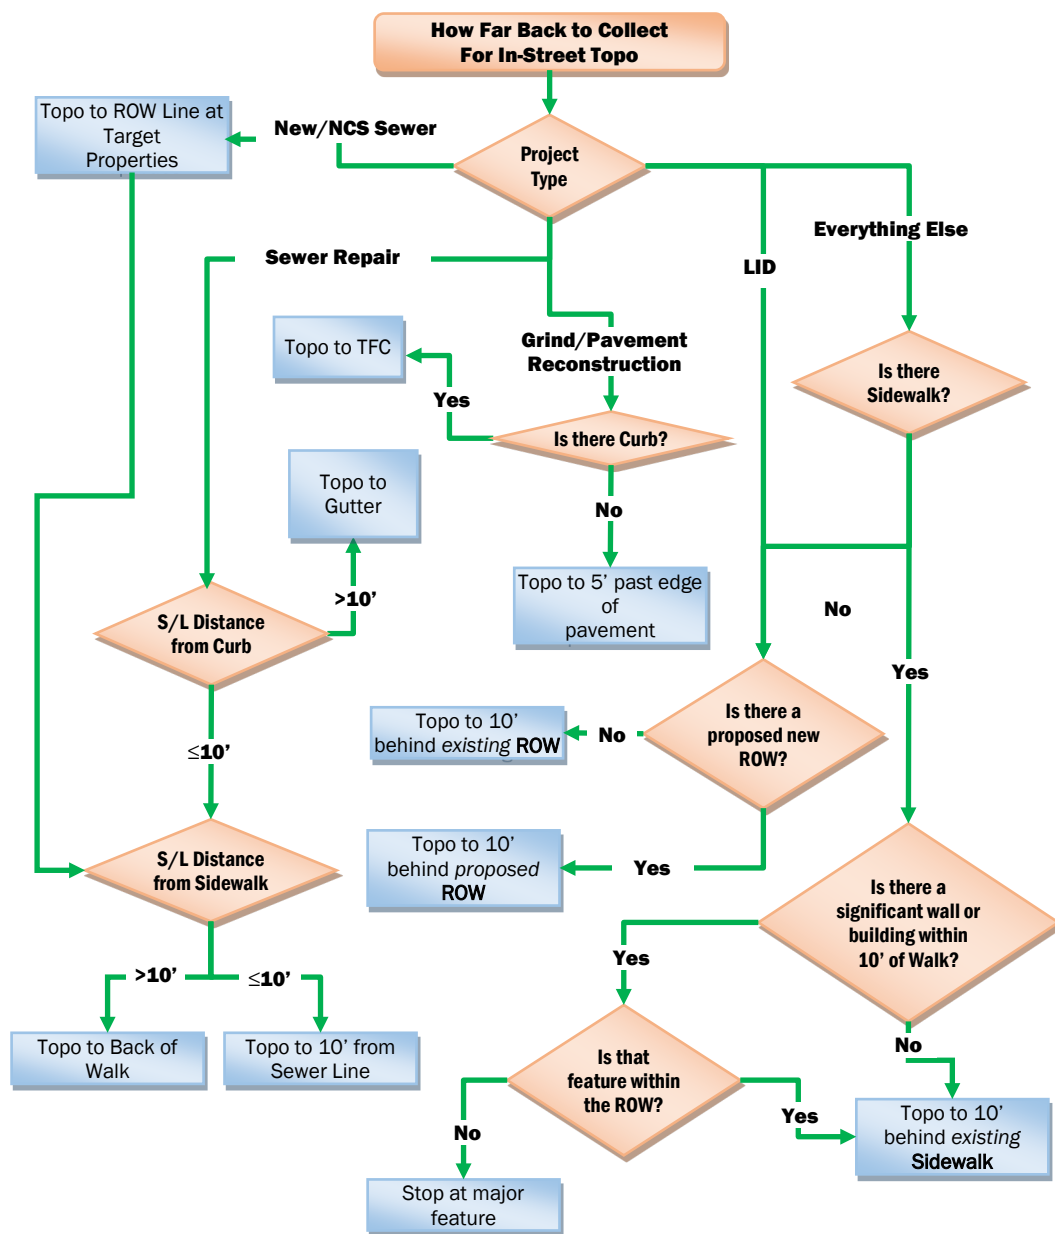 How Far Back to Collect
For In-Street Topo
Topo to ROW Line at
Target
Properties
New/NCS Sewer
Project
Type
Everything Else
Sewer Repair
LID
Topo to TFC
Grind/Pavement
Reconstruction
Is there
Sidewalk?
Yes
Is there Curb?
Topo to
Gutter
No
>10'
Topo to 5' past edge
of
pavement
No
S/L Distance
from Curb
Yes
Topo to 10'
behind existing ROW
No
Is there a
proposed new
ROW?
≤10'
Topo to 10'
behind proposed
ROW
Yes
S/L Distance
from Sidewalk
Is there a
significant wall or
building within
10' of Walk?
Yes
>10'
≤10'
Topo to Back of
Walk
Topo to 10' from
Sewer Line
No
Is that
feature within
the ROW?
Yes
Topo to 10'
behind existing
Sidewalk
No
Stop at major
feature